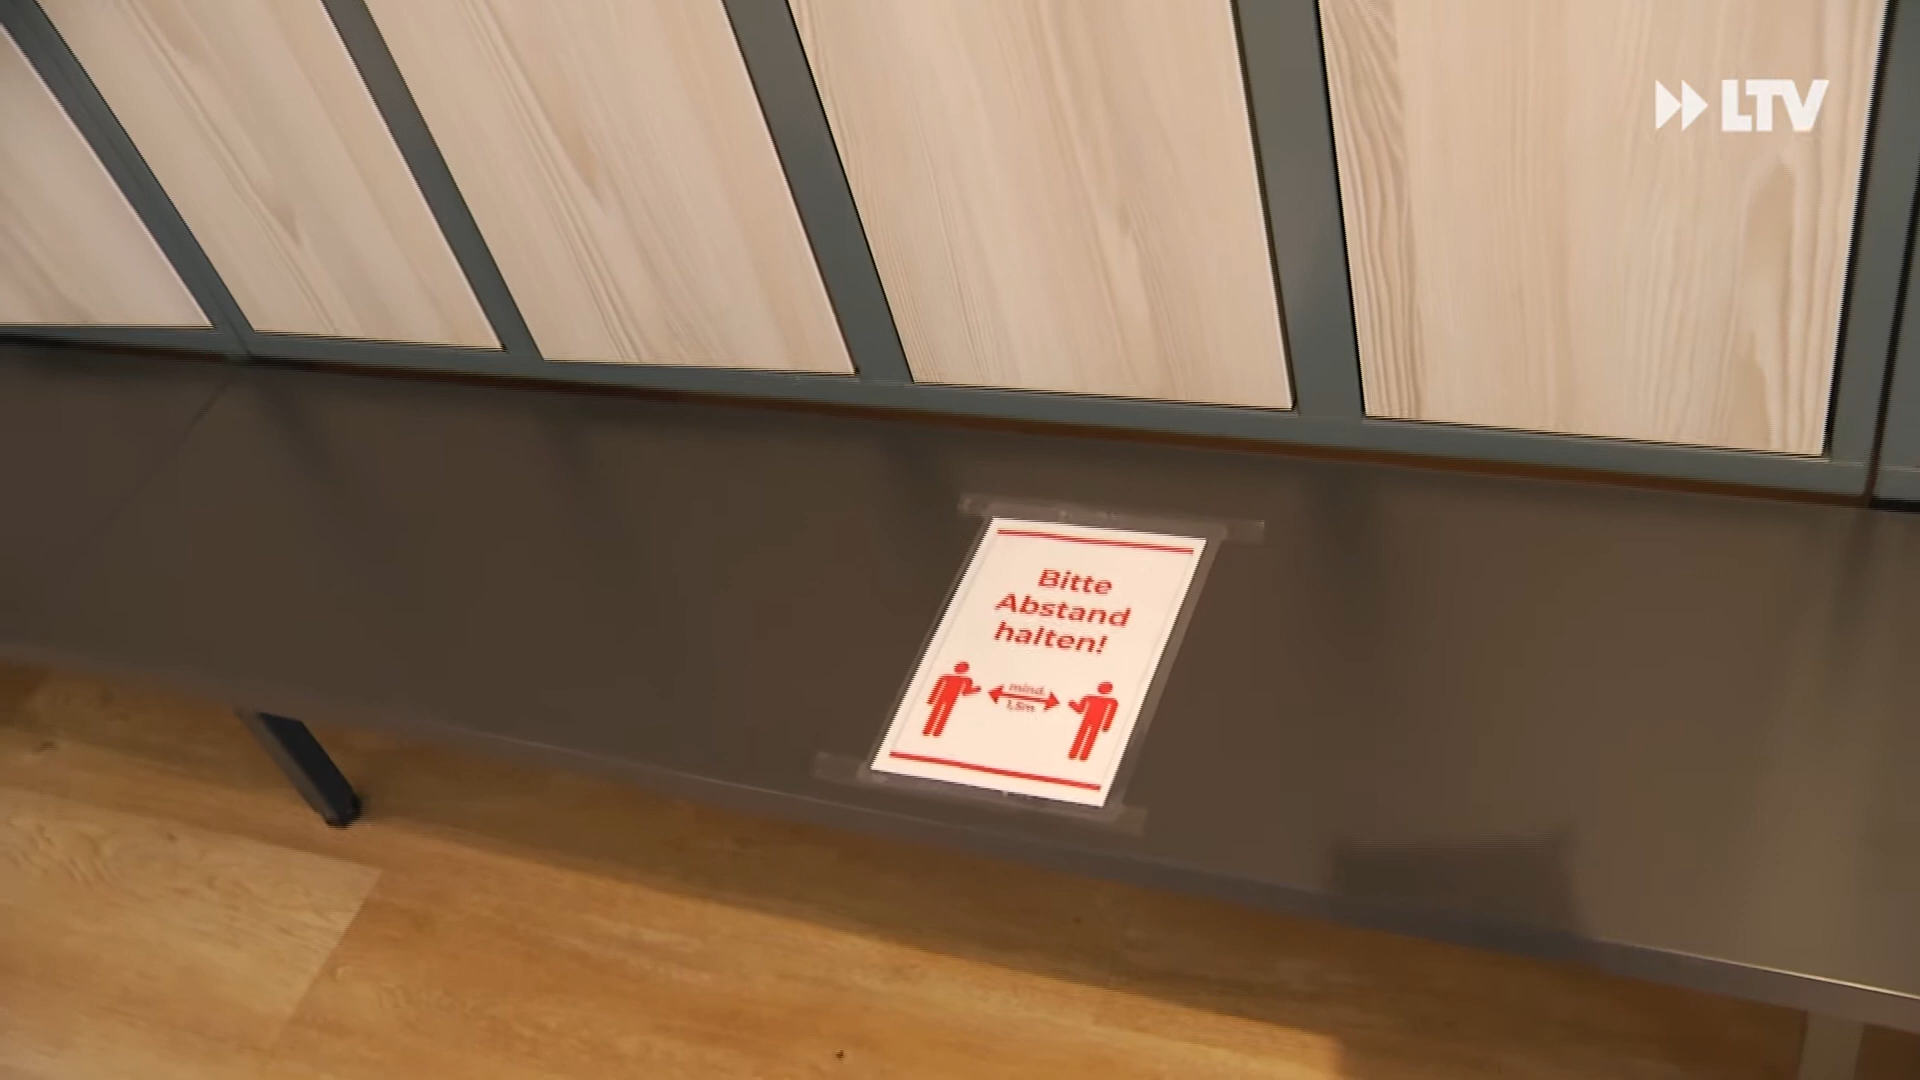 LTV
Bitte
Abstand
halten!
mind.
1,5m